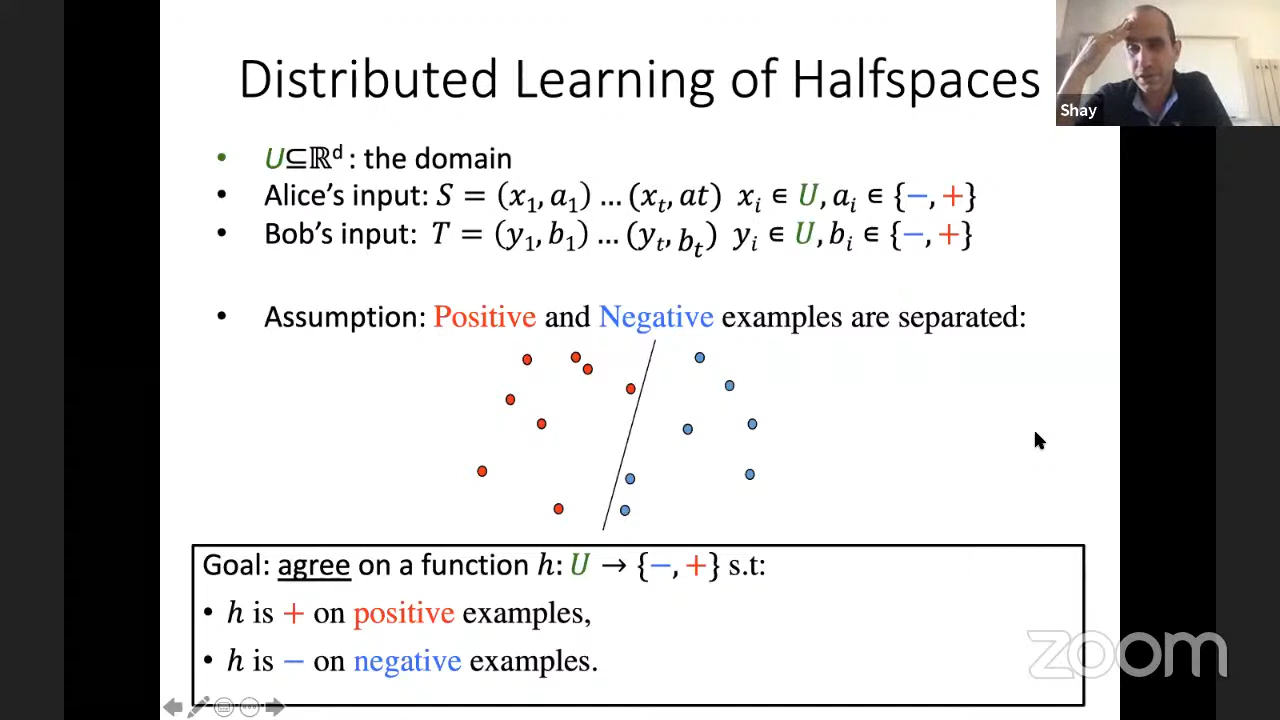 Distributed Learning of Halfspaces
Shay
• U⊆ℝᵈ : the domain
• Alice's input: S = (x₁, a₁) … (xₜ, at) xᵢ ∈ U, aᵢ ∈ {−, +}
• Bob's input: T = (y₁, b₁) … (yₜ, bₜ) yᵢ ∈ U, bᵢ ∈ {−, +}
• Assumption: Positive and Negative examples are separated:
Goal: agree on a function h: U → {−, +} s.t:
• h is + on positive examples,
• h is − on negative examples.
zoom